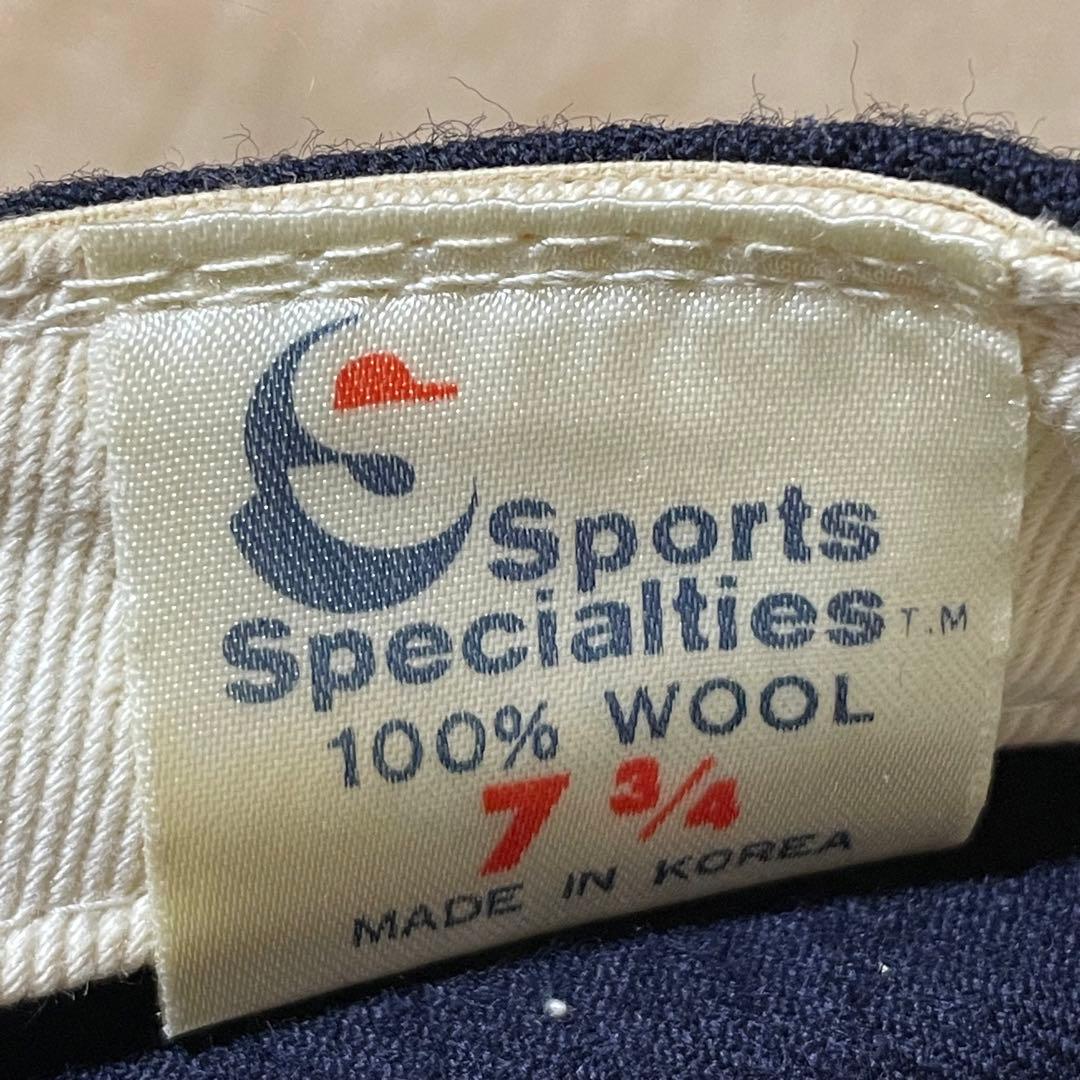 Sports
Specialties T.M
100% WOOL
7 3/4
MADE IN KOREA